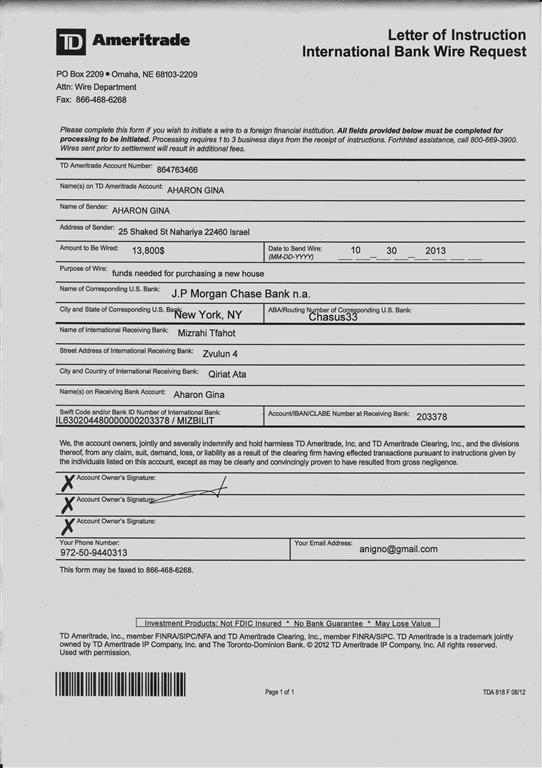 TD Ameritrade
Letter of Instruction
International Bank Wire Request
PO Box 2209 ■ Omaha, NE 68103-2209
Attn: Wire Department
Fax: 866-468-6268
Please complete this form if you wish to initiate a wire to a foreign financial institution. All fields provided below must be completed for
processing to be initiated. Processing requires 1 to 3 business days from the receipt of instructions. Forhhted assistance, call 800-669-3900.
Wires sent prior to settlement will result in additional fees.
TD Ameritrade Account Number: 864763466
Name(s) on TD Ameritrade Account: AHARON GINA
Name of Sender: AHARON GINA
Address of Sender: 25 Shaked St Nahariya 22460 Israel
Amount to Be Wired: 13,800$ Date to Send Wire: 10 30 2013
(MM-DD-YYYY) __ __ – __ __ – __ __ __ __
Purpose of Wire: funds needed for purchasing a new house
Name of Corresponding U.S. Bank: J.P Morgan Chase Bank n.a.
City and State of Corresponding U.S. Bank: New York, NY ABA/Routing Number of Corresponding U.S. Bank: Chasus33
Name of International Receiving Bank: Mizrahi Tfahot
Street Address of International Receiving Bank: Zvulun 4
City and Country of International Receiving Bank: Qiriat Ata
Name(s) on Receiving Bank Account: Aharon Gina
Swift Code and/or Bank ID Number of International Bank: Account/IBAN/CLABE Number at Receiving Bank: 203378
IL630204480000000203378 / MIZBILIT
We, the account owners, jointly and severally indemnify and hold harmless TD Ameritrade, Inc. and TD Ameritrade Clearing, Inc., and the divisions
thereof, from any claim, suit, demand, loss, or liability as a result of the clearing firm having effected transactions pursuant to instructions given by
the individuals listed on this account, except as may be clearly and convincingly proven to have resulted from gross negligence.
X Account Owner's Signature:
X Account Owner's Signature:
X Account Owner's Signature:
Your Phone Number: Your Email Address: anigno@gmail.com
972-50-9440313
This form may be faxed to 866-468-6268.
Investment Products: Not FDIC Insured * No Bank Guarantee * May Lose Value
TD Ameritrade, Inc., member FINRA/SIPC/NFA and TD Ameritrade Clearing, Inc., member FINRA/SIPC. TD Ameritrade is a trademark jointly
owned by TD Ameritrade IP Company, Inc. and The Toronto-Dominion Bank. © 2012 TD Ameritrade IP Company, Inc. All rights reserved.
Used with permission.
Page 1 of 1
TDA 818 F 08/12